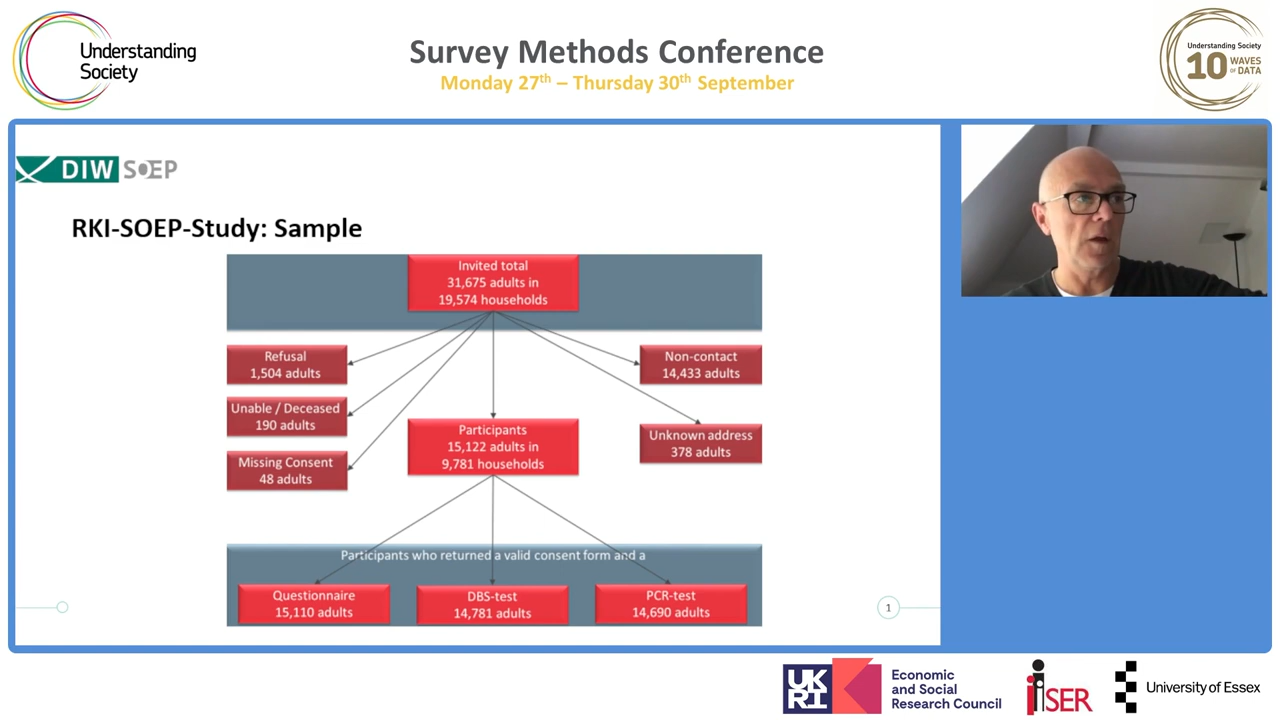 Understanding
Society
Survey Methods Conference
Monday 27th – Thursday 30th September
Understanding Society
10 WAVES
OF DATA
DIW SOEP
RKI-SOEP-Study: Sample
Invited total
31,675 adults in
19,574 households
Refusal
1,504 adults
Non-contact
14,433 adults
Unable / Deceased
190 adults
Participants
15,122 adults in
9,781 households
Unknown address
378 adults
Missing Consent
48 adults
Participants who returned a valid consent form and a
Questionnaire
15,110 adults
DBS-test
14,781 adults
PCR-test
14,690 adults
1
UK
RI
Economic
and Social
Research Council
iSER
University of Essex